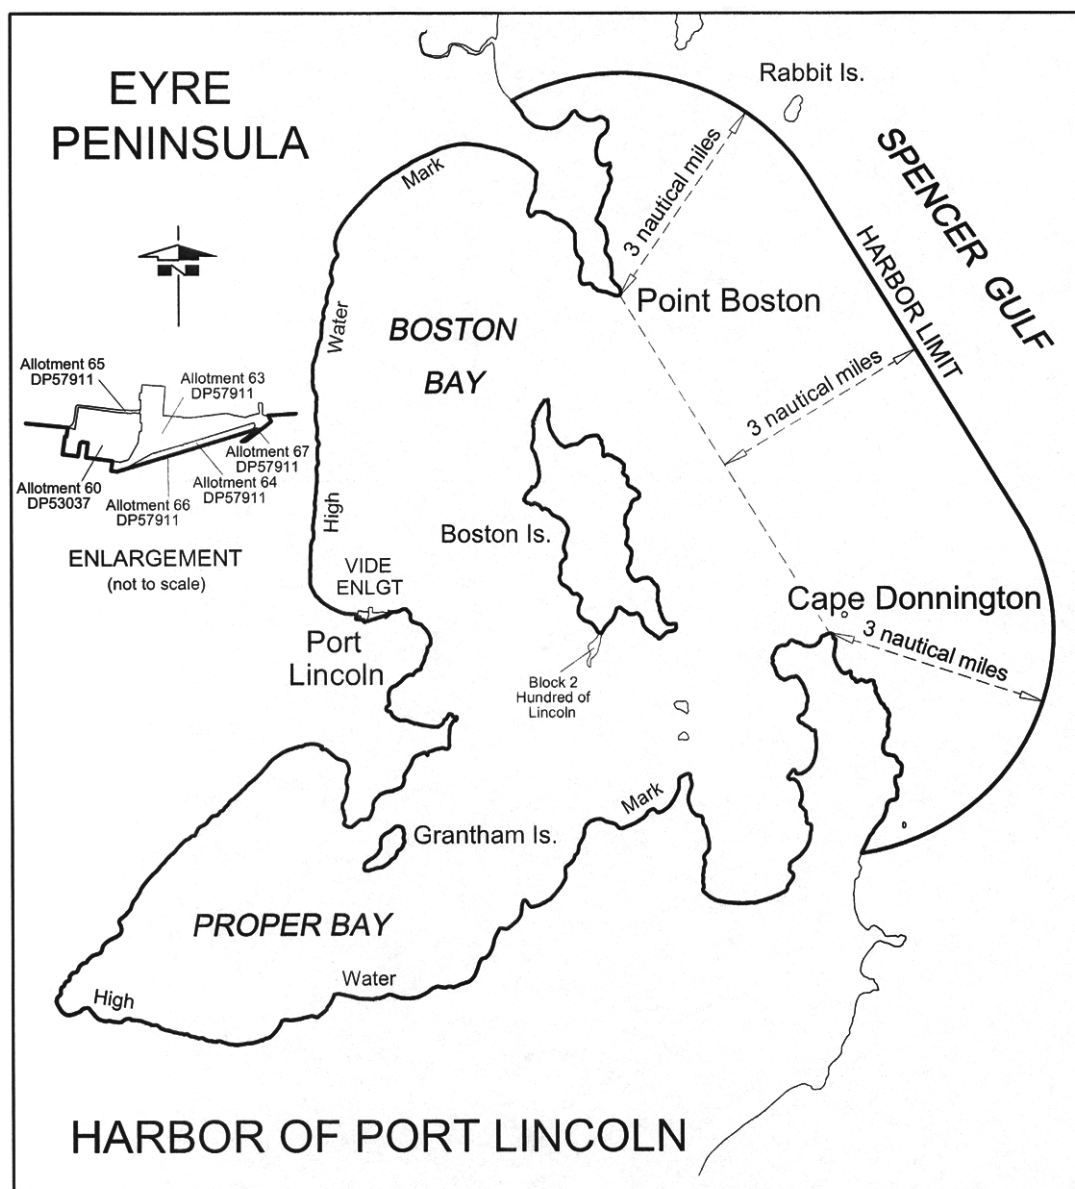 EYRE
PENINSULA
Rabbit Is.
SPENCER GULF
Mark
3 nautical miles
HARBOR LIMIT
Point Boston
Water
BOSTON
BAY
3 nautical miles
Allotment 65
DP57911
Allotment 63
DP57911
Allotment 67
DP57911
Allotment 60
DP53037
Allotment 64
DP57911
Allotment 66
DP57911
High
Boston Is.
ENLARGEMENT
(not to scale)
VIDE
ENLGT
Cape Donnington
3 nautical miles
Port
Lincoln
Block 2
Hundred of
Lincoln
Mark
Grantham Is.
PROPER BAY
Water
High
HARBOR OF PORT LINCOLN
N